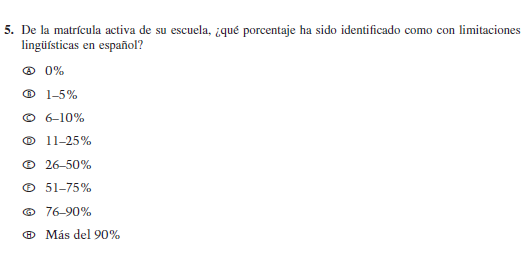 5. De la matrícula activa de su escuela, ¿qué porcentaje ha sido identificado como con limitaciones
lingüísticas en español?
Ⓐ 0%
Ⓑ 1–5%
Ⓒ 6–10%
Ⓓ 11–25%
Ⓔ 26–50%
Ⓕ 51–75%
Ⓖ 76–90%
Ⓗ Más del 90%